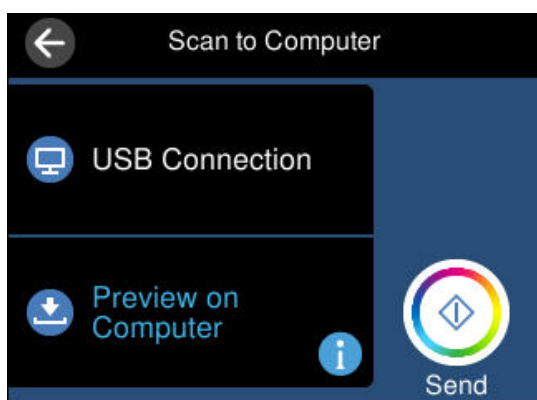 Scan to Computer
USB Connection
Preview on
Computer
i
Send